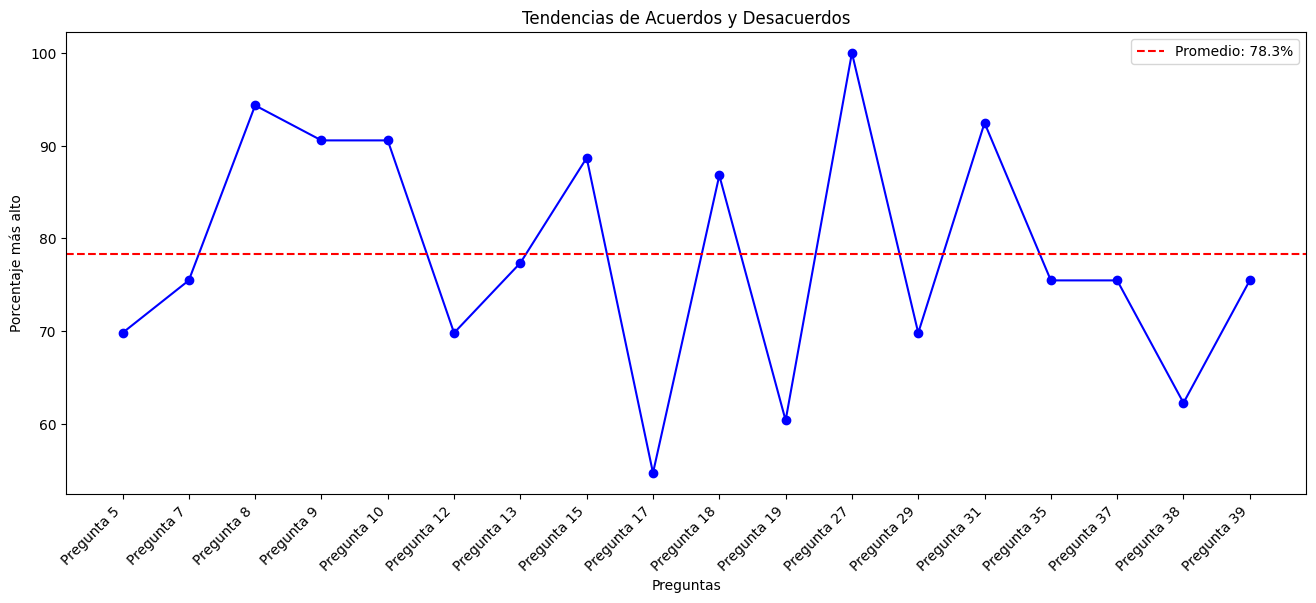 Tendencias de Acuerdos y Desacuerdos
Promedio: 78.3%
Porcentaje más alto
100
90
80
70
60
Pregunta 5
Pregunta 7
Pregunta 8
Pregunta 9
Pregunta 10
Pregunta 12
Pregunta 13
Pregunta 15
Pregunta 17
Pregunta 18
Pregunta 19
Pregunta 27
Pregunta 29
Pregunta 31
Pregunta 35
Pregunta 37
Pregunta 38
Pregunta 39
Preguntas